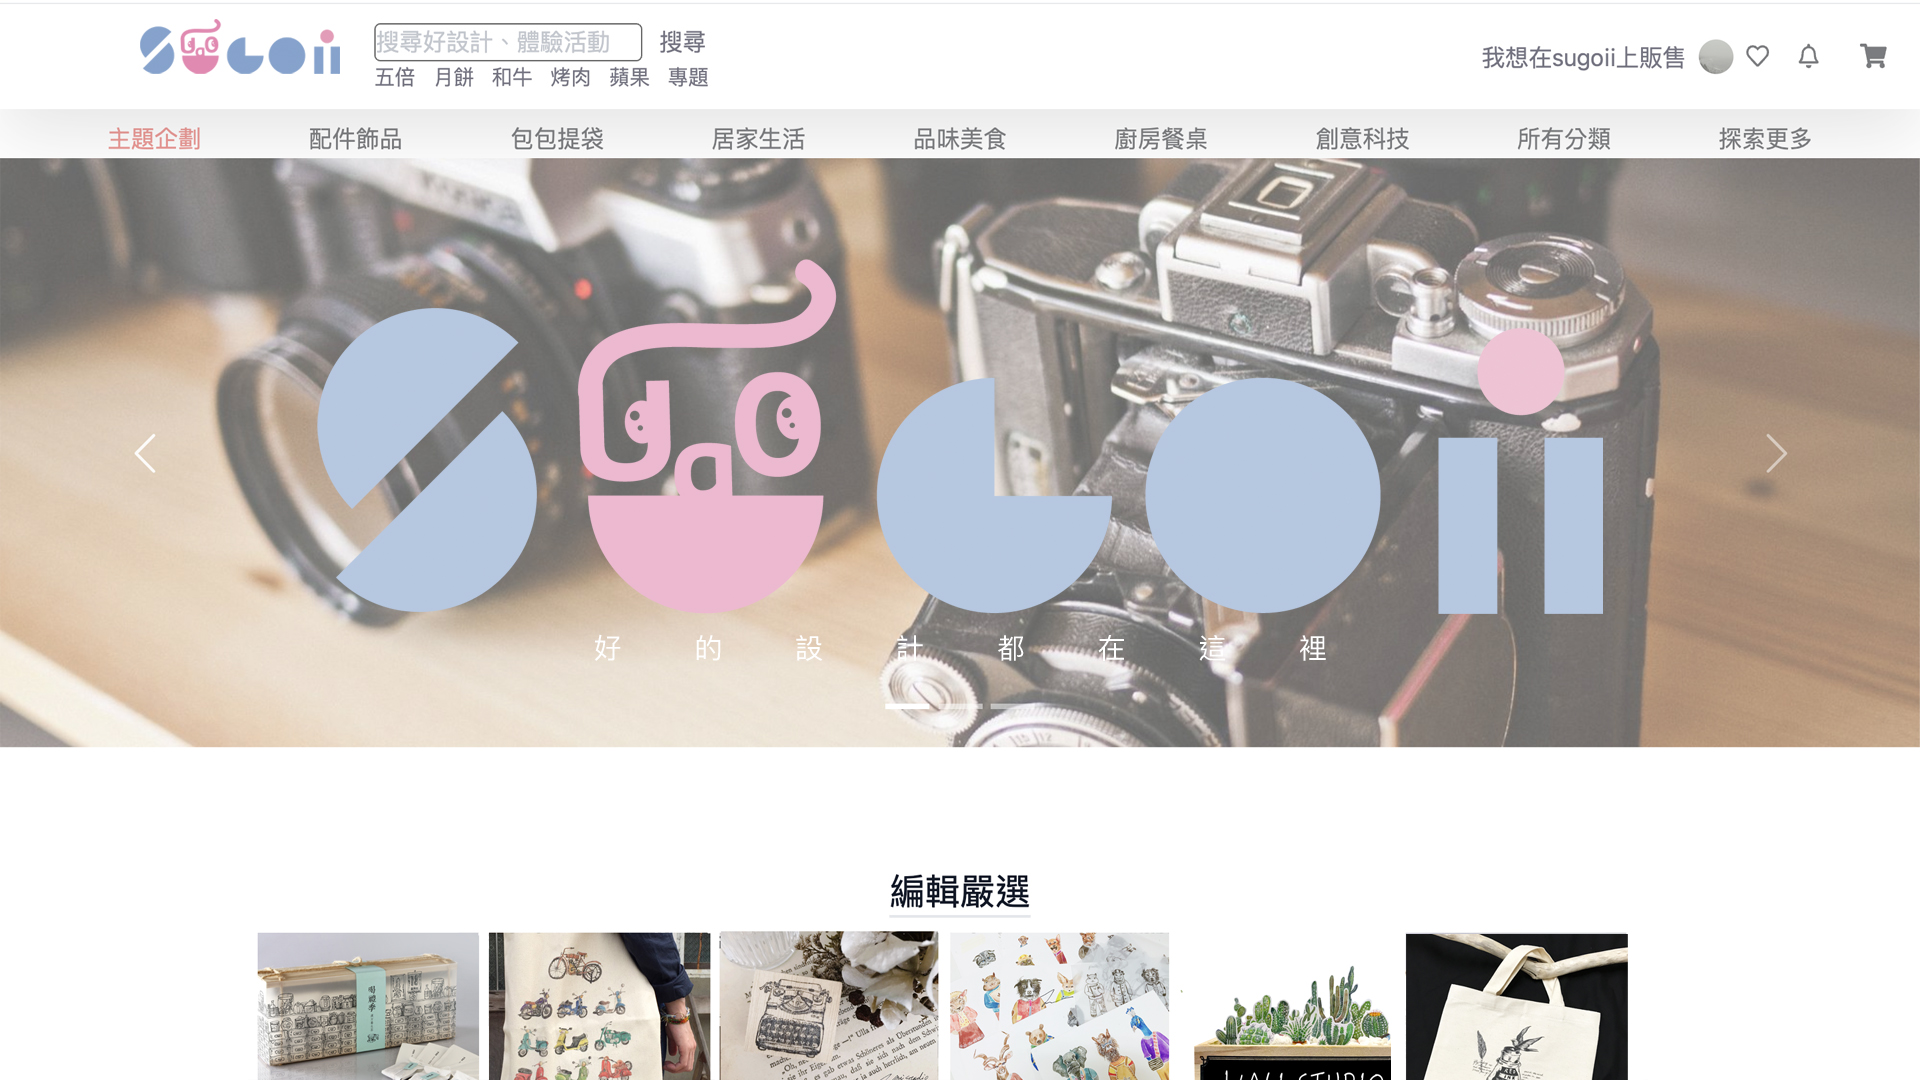 sugoii
搜尋好設計、體驗活動 搜尋
五倍 月餅 和牛 烤肉 蘋果 專題
我想在sugoii上販售
主題企劃 配件飾品 包包提袋 居家生活 品味美食 廚房餐桌 創意科技 所有分類 探索更多
sugoii
好的設計都在這裡
編輯嚴選